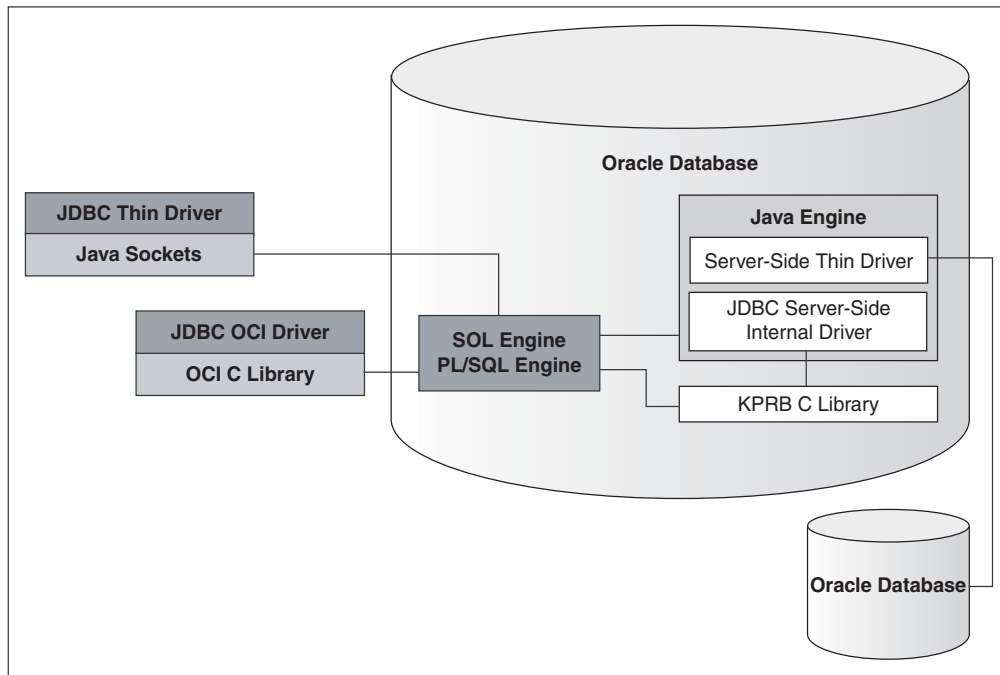 Oracle Database
JDBC Thin Driver
Java Sockets
Java Engine
Server-Side Thin Driver
JDBC Server-Side
Internal Driver
JDBC OCI Driver
OCI C Library
SOL Engine
PL/SQL Engine
KPRB C Library
Oracle Database